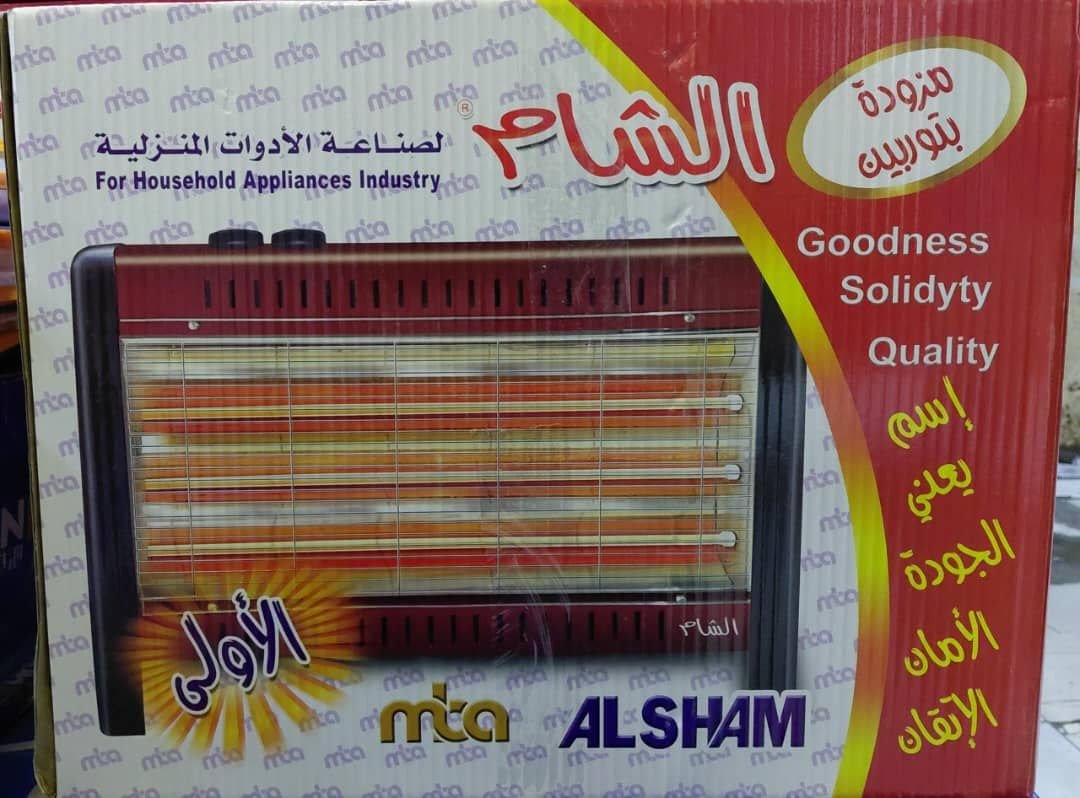 مزودة
بتوربين
الشام ®
لصناعة الأدوات المنزلية
For Household Appliances Industry
Goodness
Solidyty
Quality
إسم
يعني
الجودة
الأمان
الإتقان
الشام
الأولى
mta
ALSHAM